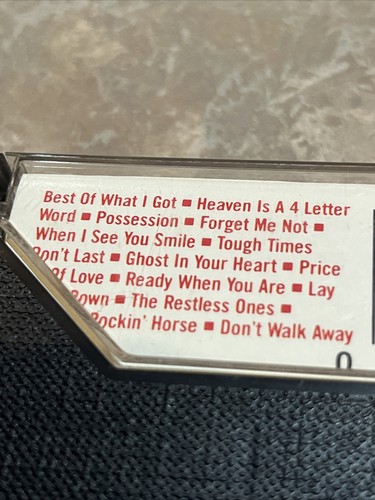 Best Of What I Got ■ Heaven Is A 4 Letter
Word ■ Possession ■ Forget Me Not ■
When I See You Smile ■ Tough Times
Don't Last ■ Ghost In Your Heart ■ Price
Of Love ■ Ready When You Are ■ Lay
Down ■ The Restless Ones ■
Rockin' Horse ■ Don't Walk Away
0